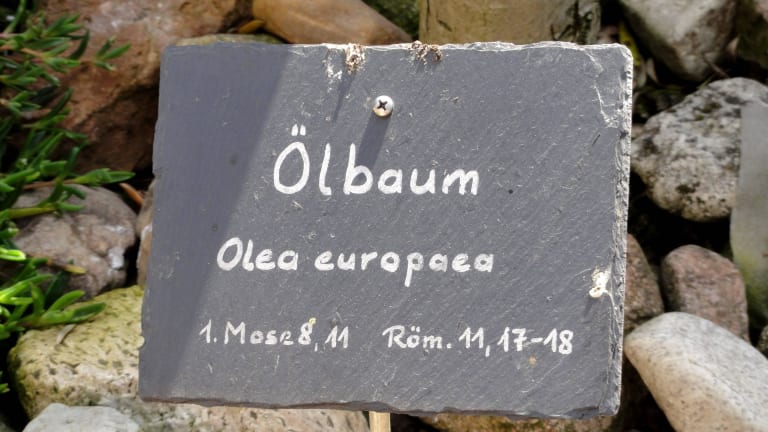 Ölbaum
Olea europaea
1. Mose 8, 11 Röm. 11, 17-18